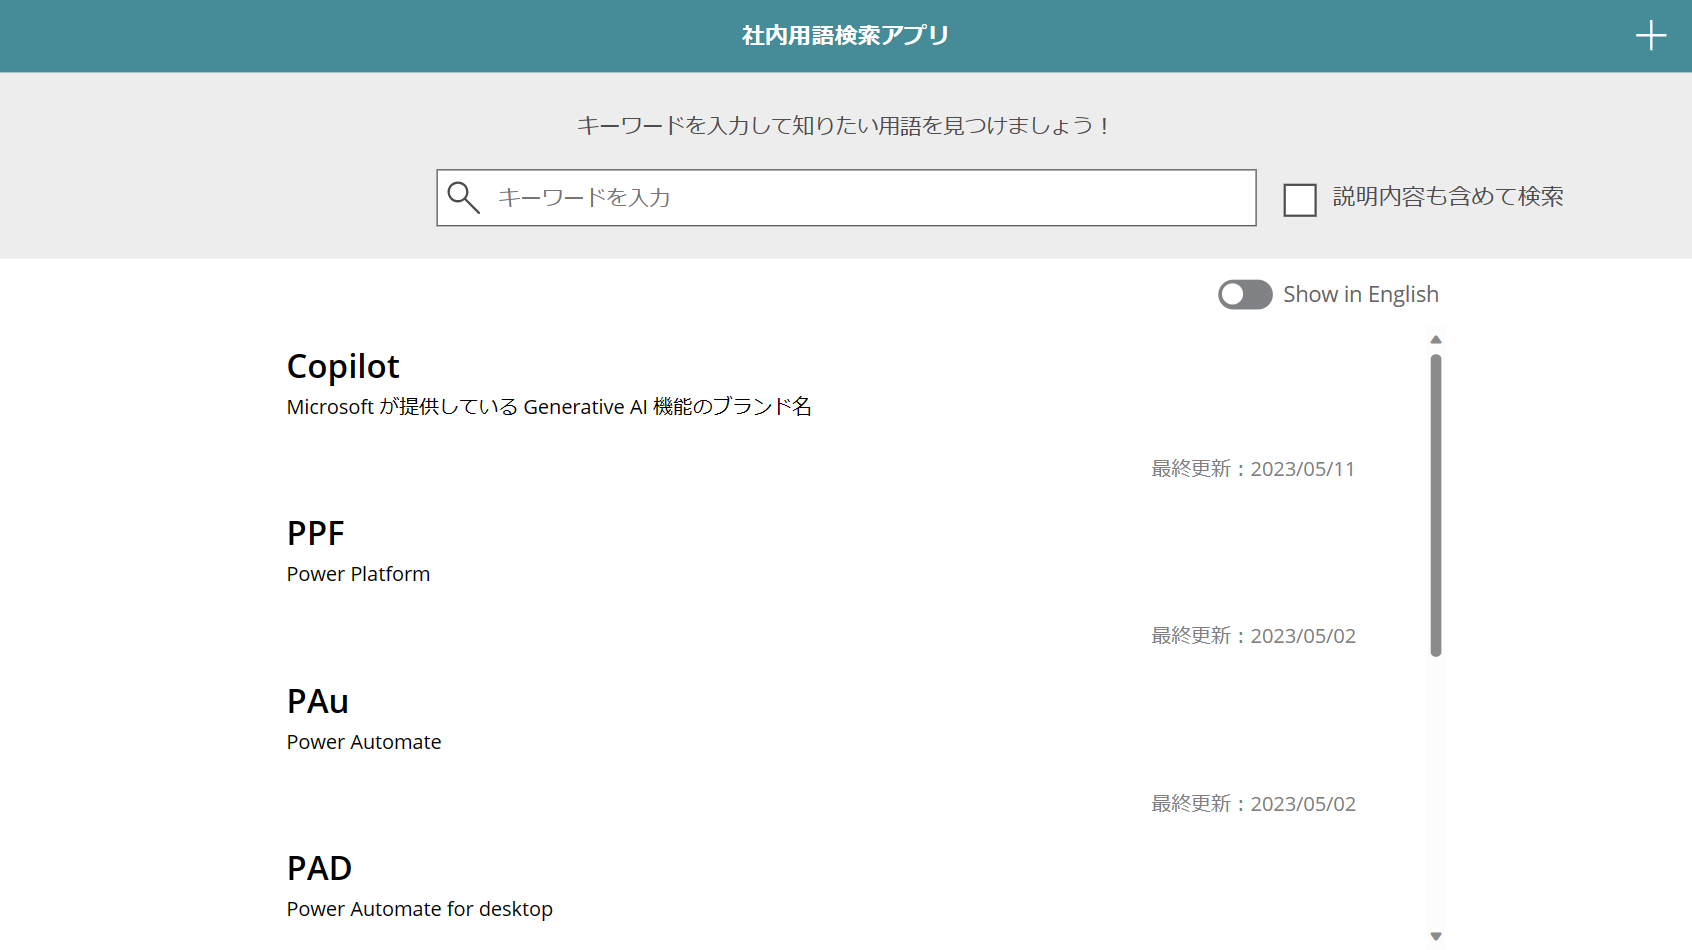 社内用語検索アプリ
キーワードを入力して知りたい用語を見つけましょう！
キーワードを入力
説明内容も含めて検索
Show in English
Copilot
Microsoft が提供している Generative AI 機能のブランド名
最終更新：2023/05/11
PPF
Power Platform
最終更新：2023/05/02
PAu
Power Automate
最終更新：2023/05/02
PAD
Power Automate for desktop